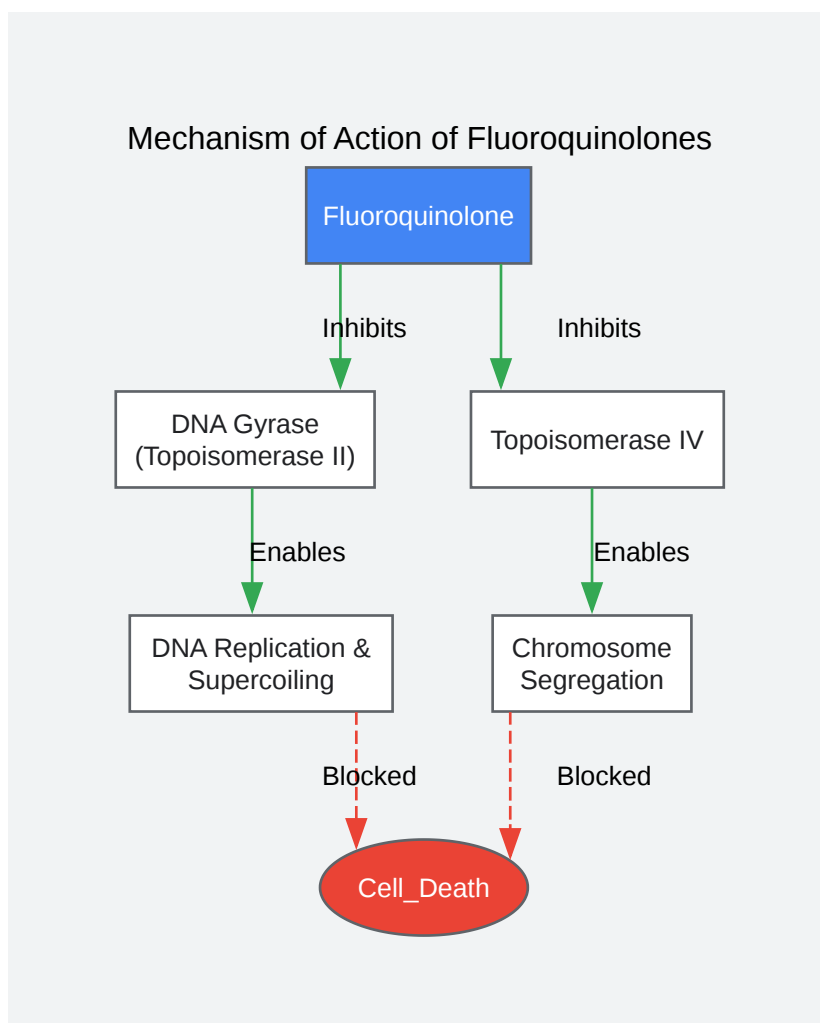 Mechanism of Action of Fluoroquinolones
Fluoroquinolone
Inhibits
Inhibits
DNA Gyrase
(Topoisomerase II)
Topoisomerase IV
Enables
Enables
DNA Replication &
Supercoiling
Chromosome
Segregation
Blocked
Blocked
Cell_Death